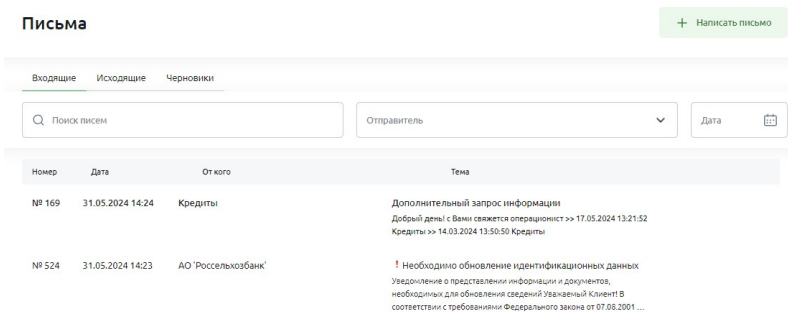 Письма
+ Написать письмо
Входящие Исходящие Черновики
Поиск писем Отправитель Дата
Номер Дата От кого Тема
№ 169 31.05.2024 14:24 Кредиты Дополнительный запрос информации
Добрый день! с Вами свяжется операционист >> 17.05.2024 13:21:52
Кредиты >> 14.03.2024 13:50:50 Кредиты
№ 524 31.05.2024 14:23 АО 'Россельхозбанк' ! Необходимо обновление идентификационных данных
Уведомление о представлении информации и документов,
необходимых для обновления сведений Уважаемый Клиент! В
соответствии с требованиями Федерального закона от 07.08.2001 ...